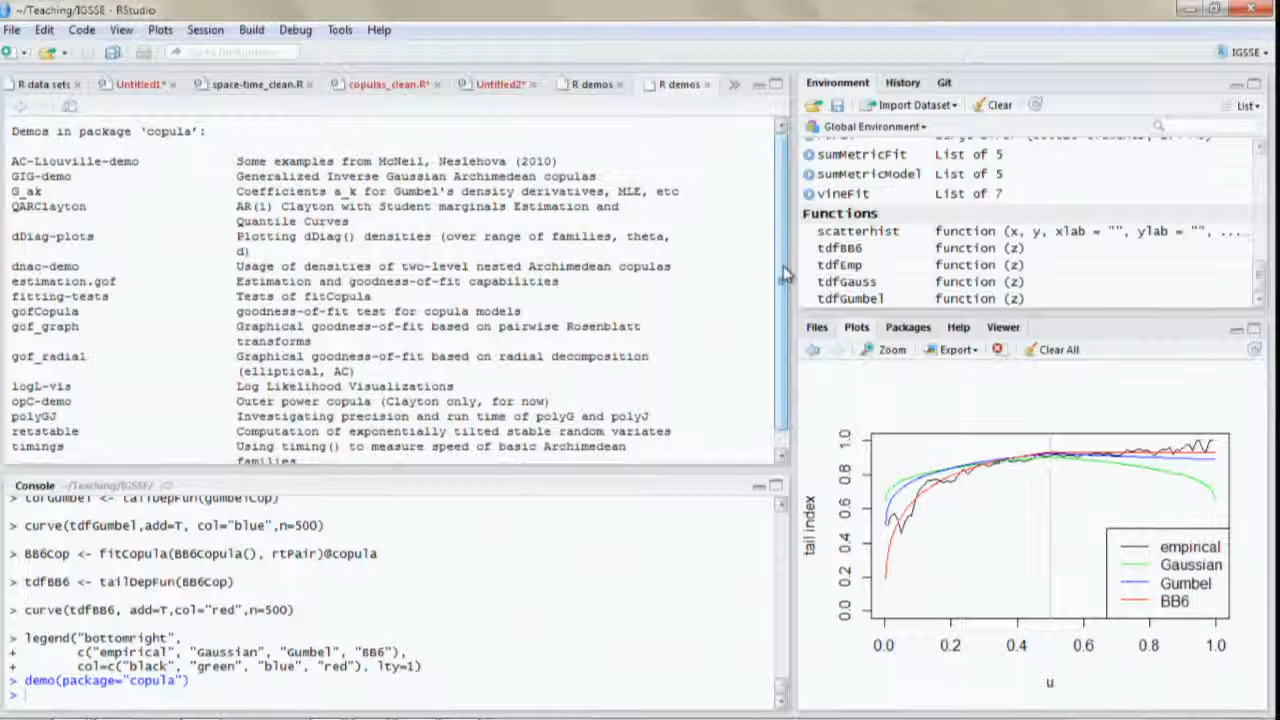 ~/Teaching/IGSSE - RStudio
File Edit Code View Plots Session Build Debug Tools Help
IGSSE
R data sets Untitled1* space-time_clean.R copulas_clean.R* Untitled2* R demos R demos
Demos in package 'copula':
AC-Liouville-demo Some examples from McNeil, Neslehova (2010)
GIG-demo Generalized Inverse Gaussian Archimedean copulas
G_ak Coefficients a_k for Gumbel's density derivatives, MLE, etc
QARClayton AR(1) Clayton with Student marginals Estimation and
Quantile Curves
dDiag-plots Plotting dDiag() densities (over range of families, theta,
d)
dnac-demo Usage of densities of two-level nested Archimedean copulas
estimation.gof Estimation and goodness-of-fit capabilities
fitting-tests Tests of fitCopula
gofCopula goodness-of-fit test for copula models
gof_graph Graphical goodness-of-fit based on pairwise Rosenblatt
transforms
gof_radial Graphical goodness-of-fit based on radial decomposition
(elliptical, AC)
logL-vis Log Likelihood Visualizations
opC-demo Outer power copula (Clayton only, for now)
polyGJ Investigating precision and run time of polyG and polyJ
retstable Computation of exponentially tilted stable random variates
timings Using timing() to measure speed of basic Archimedean
families
Console ~/Teaching/IGSSE/
> tdfGumbel <- tailDepFun(gumbelCop)
> curve(tdfGumbel,add=T, col="blue",n=500)
> BB6Cop <- fitCopula(BB6Copula(), rtPair)@copula
> tdfBB6 <- tailDepFun(BB6Cop)
> curve(tdfBB6, add=T,col="red",n=500)
> legend("bottomright",
+ c("empirical", "Gaussian", "Gumbel", "BB6"),
+ col=c("black", "green", "blue", "red"), lty=1)
> demo(package="copula")
>
Environment History Git
Import Dataset Clear List
Global Environment
sumMetricFit List of 5
sumMetricModel List of 5
vineFit List of 7
Functions
scatterhist function (x, y, xlab = "", ylab = "", ...
tdfBB6 function (z)
tdfEmp function (z)
tdfGauss function (z)
tdfGumbel function (z)
Files Plots Packages Help Viewer
Zoom Export Clear All
tail index
1.0
0.8
0.6
0.4
0.2
0.0
empirical
Gaussian
Gumbel
BB6
0.0 0.2 0.4 0.6 0.8 1.0
u